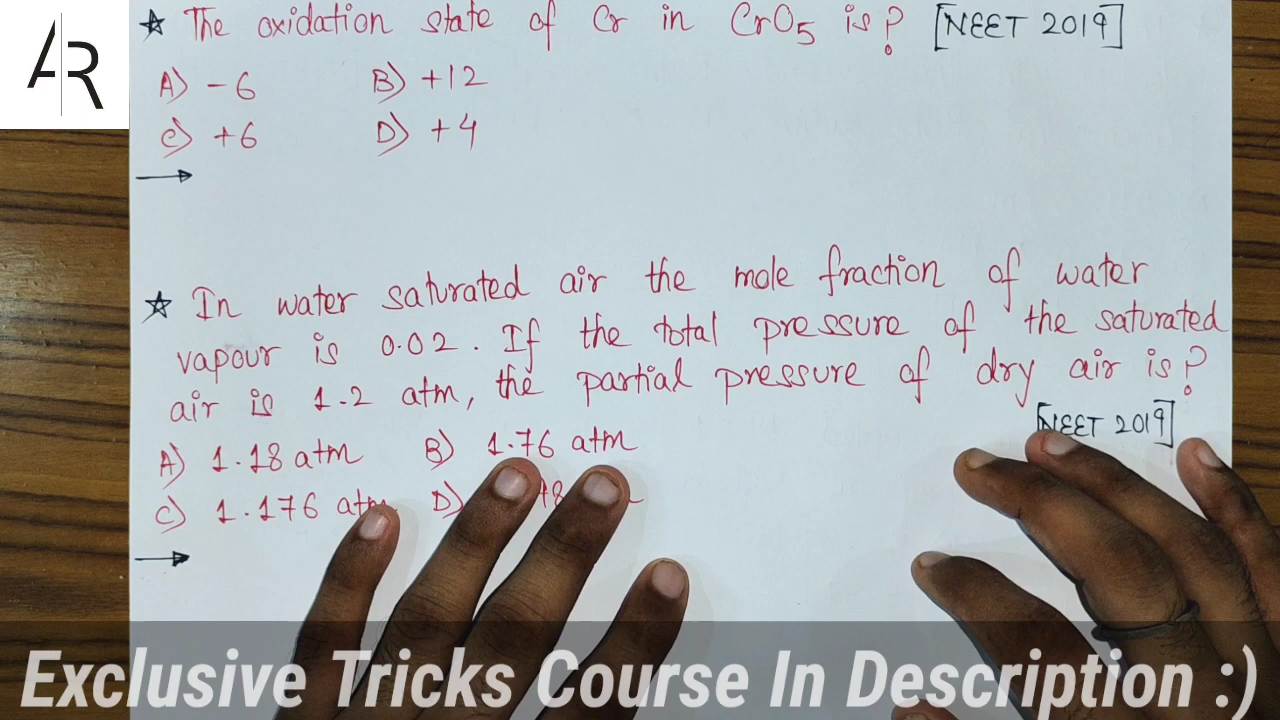 AR
☆ The oxidation state of Cr in CrO5 is? [NEET 2019]
A) -6 B) +12
C) +6 D) +4
→
☆ In water saturated air the mole fraction of water
vapour is 0.02. If the total pressure of the saturated
air is 1.2 atm, the partial pressure of dry air is?
[NEET 2019]
A) 1.18 atm B) 1.76 atm
C) 1.176 atm D)
→
Exclusive Tricks Course In Description :)